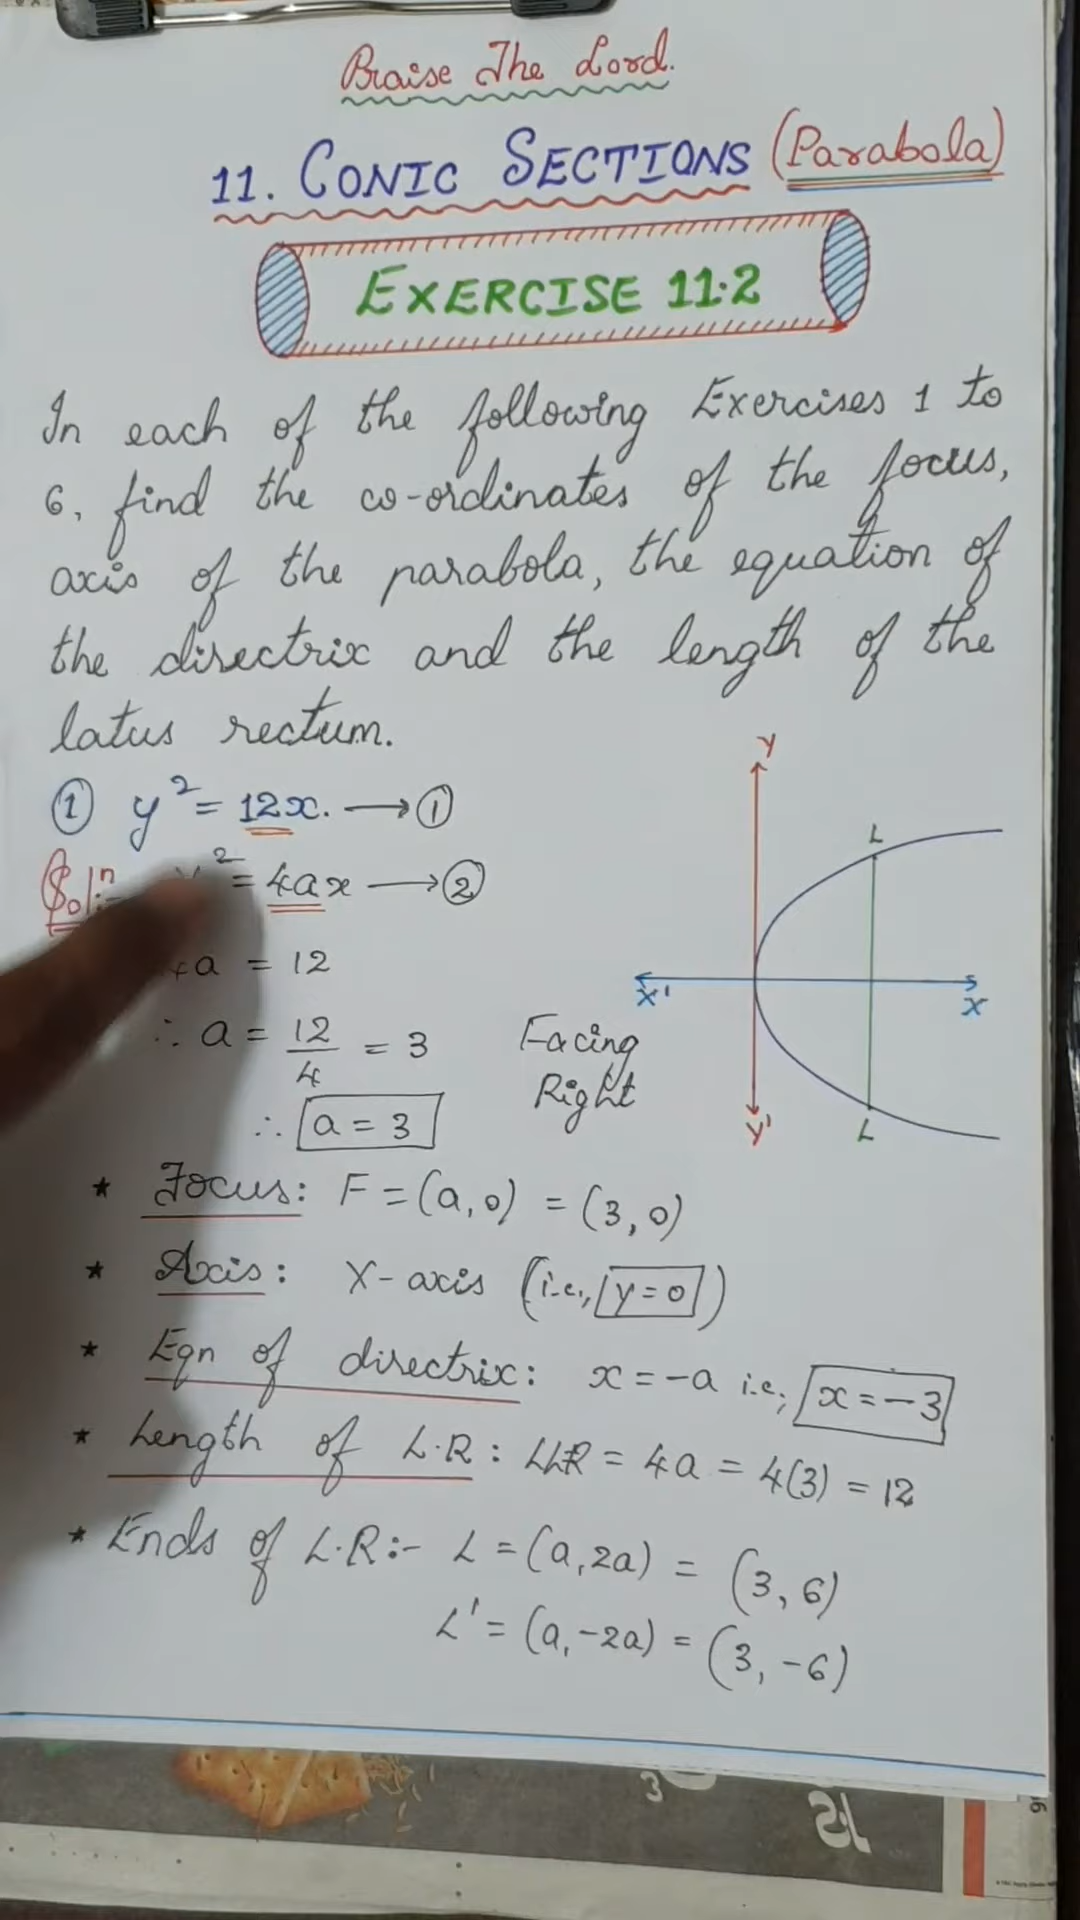 Praise The Lord.
11. CONIC SECTIONS (Parabola)
EXERCISE 11.2
In each of the following Exercises 1 to
6, find the co-ordinates of the focus,
axis of the parabola, the equation of
the directrix and the length of the
latus rectum.
① y² = 12x. ⟶ ①
Solⁿ:- y² = 4ax ⟶ ②
4a = 12
∴ a = 12/4 = 3
∴ a = 3
Facing
Right
Y
L
X'
X
Y'
L
* Focus: F = (a, 0) = (3, 0)
* Axis: X-axis (i.e., y = 0)
* Eqn of directrix: x = -a i.e; x = -3
* Length of L.R: LLR = 4a = 4(3) = 12
* Ends of L.R:- L = (a, 2a) = (3, 6)
L' = (a, -2a) = (3, -6)
3